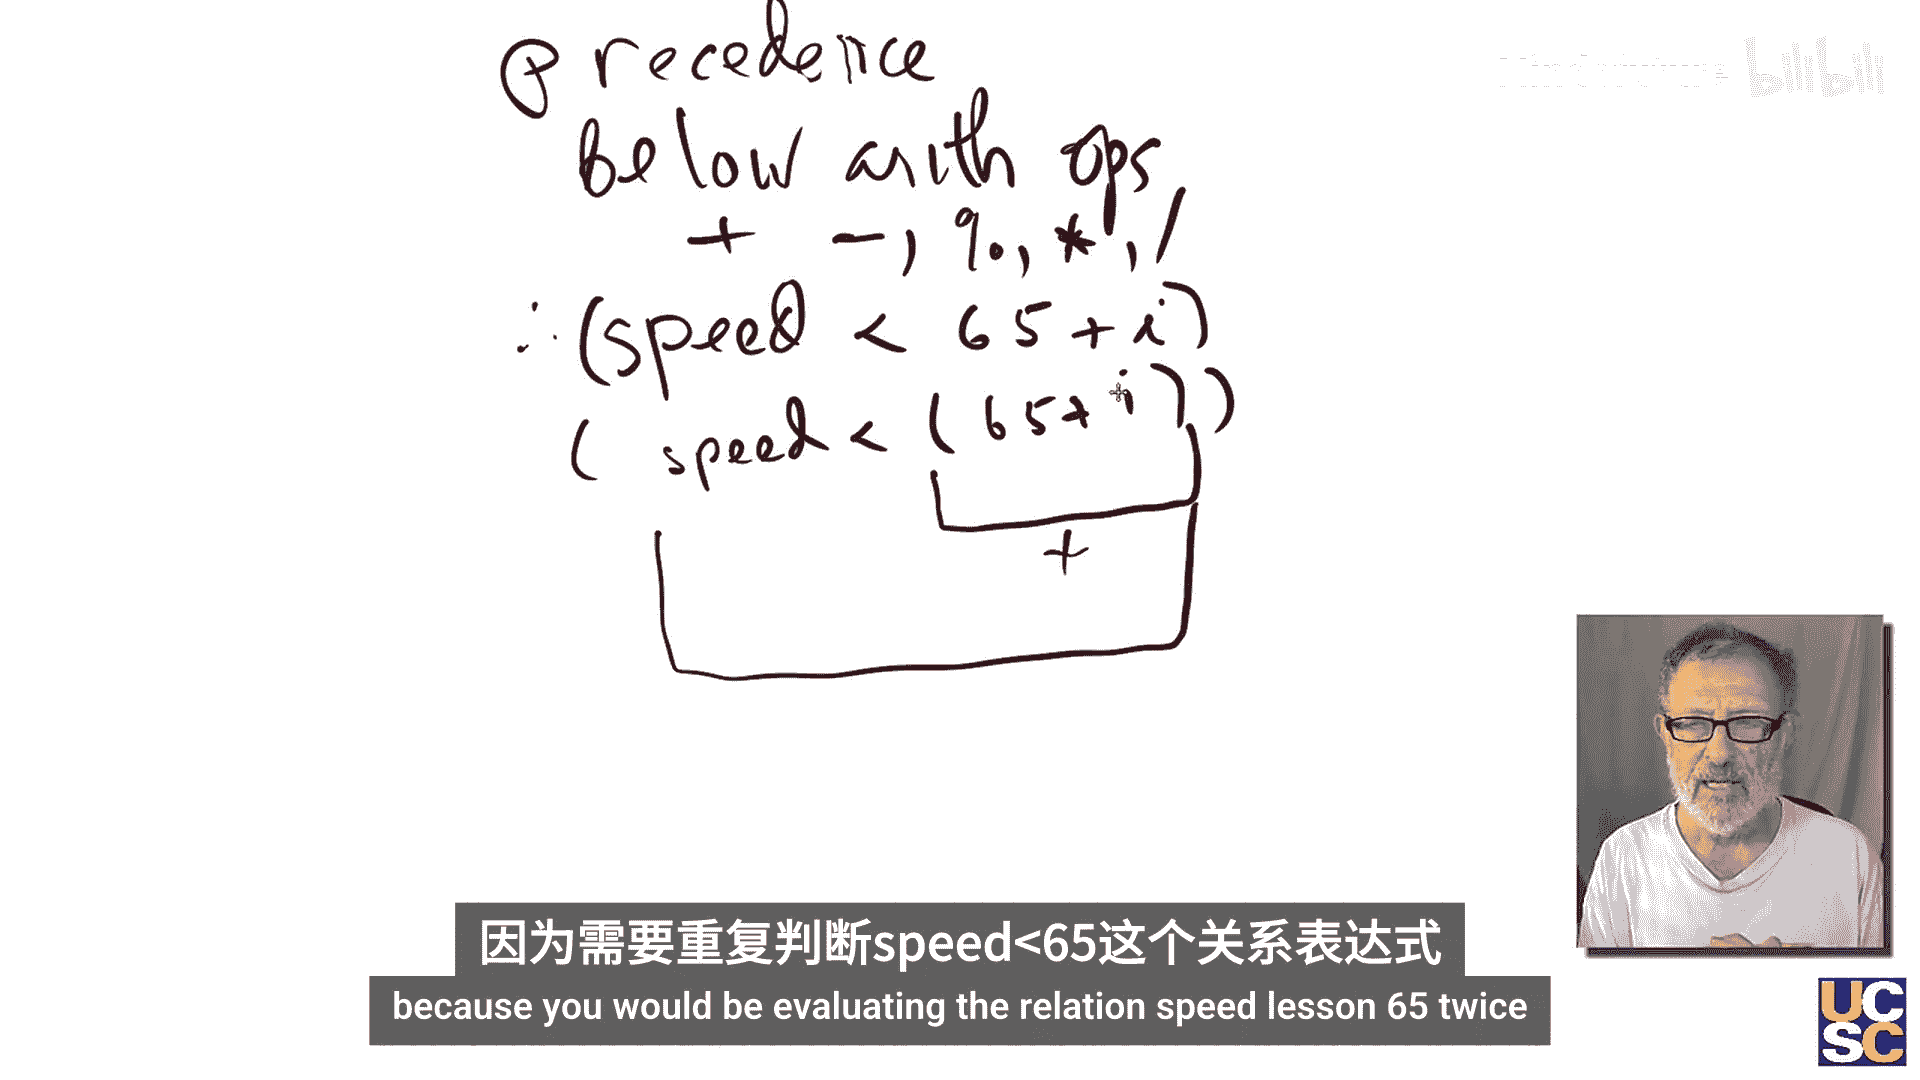 Precedence
bilibili
below arith ops
+ -, %, *, /
∴ (speed < 65 + i)
( speed < (65+ i))
+
因为需要重复判断speed<65这个关系表达式
because you would be evaluating the relation speed lesson 65 twice
UC
SC